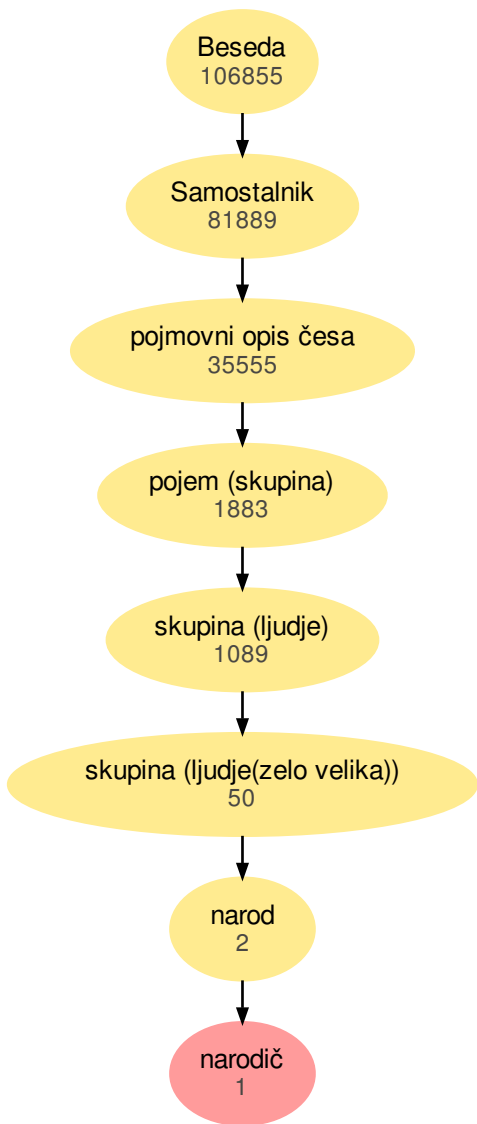 Beseda
106855
Samostalnik
81889
pojmovni opis česa
35555
pojem (skupina)
1883
skupina (ljudje)
1089
skupina (ljudje(zelo velika))
50
narod
2
narodič
1